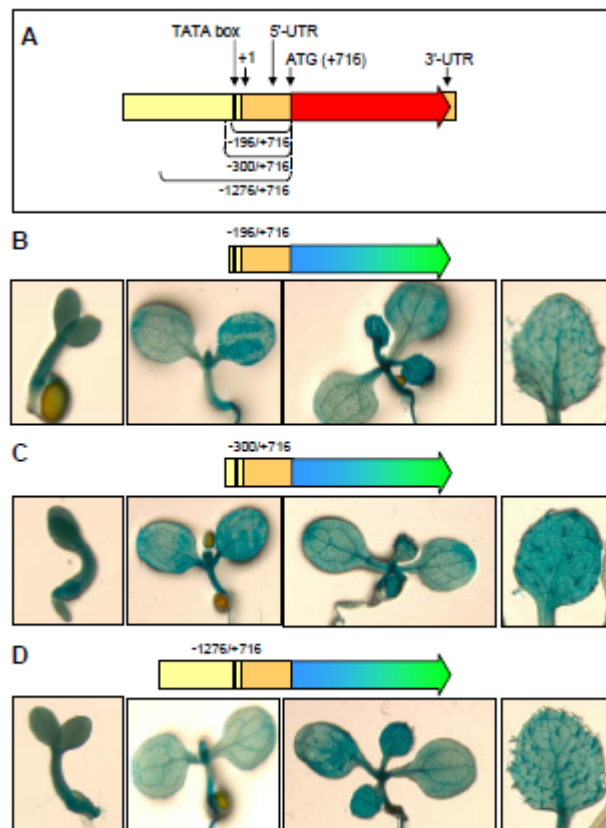 A
TATA box 5'-UTR
+1 ATG (+716) 3'-UTR
-196/+716
-300/+716
-1276/+716
B
-196/+716
C
-300/+716
D
-1276/+716